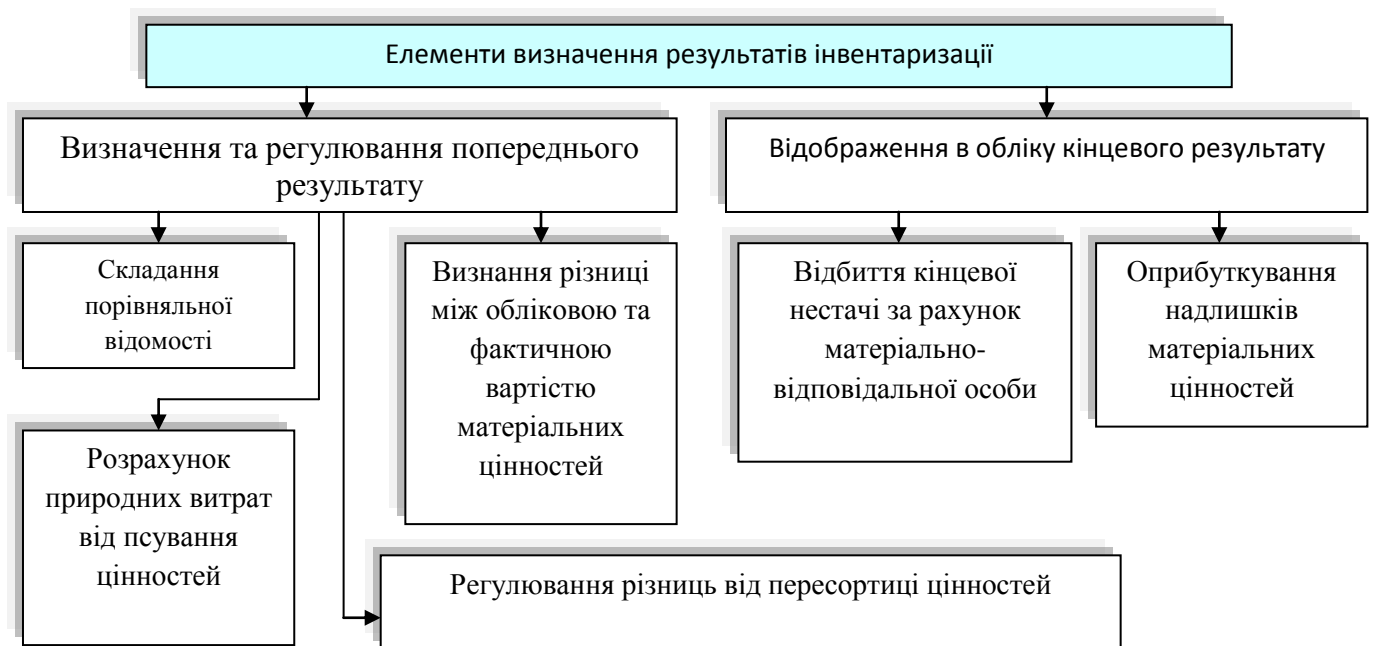 Елементи визначення результатів інвентаризації
Визначення та регулювання попереднього
результату
Відображення в обліку кінцевого результату
Складання
порівняльної
відомості
Визнання різниці
між обліковою та
фактичною
вартістю
матеріальних
цінностей
Відбиття кінцевої
нестачі за рахунок
матеріально-
відповідальної особи
Оприбуткування
надлишків
матеріальних
цінностей
Розрахунок
природних витрат
від псування
цінностей
Регулювання різниць від пересортиці цінностей